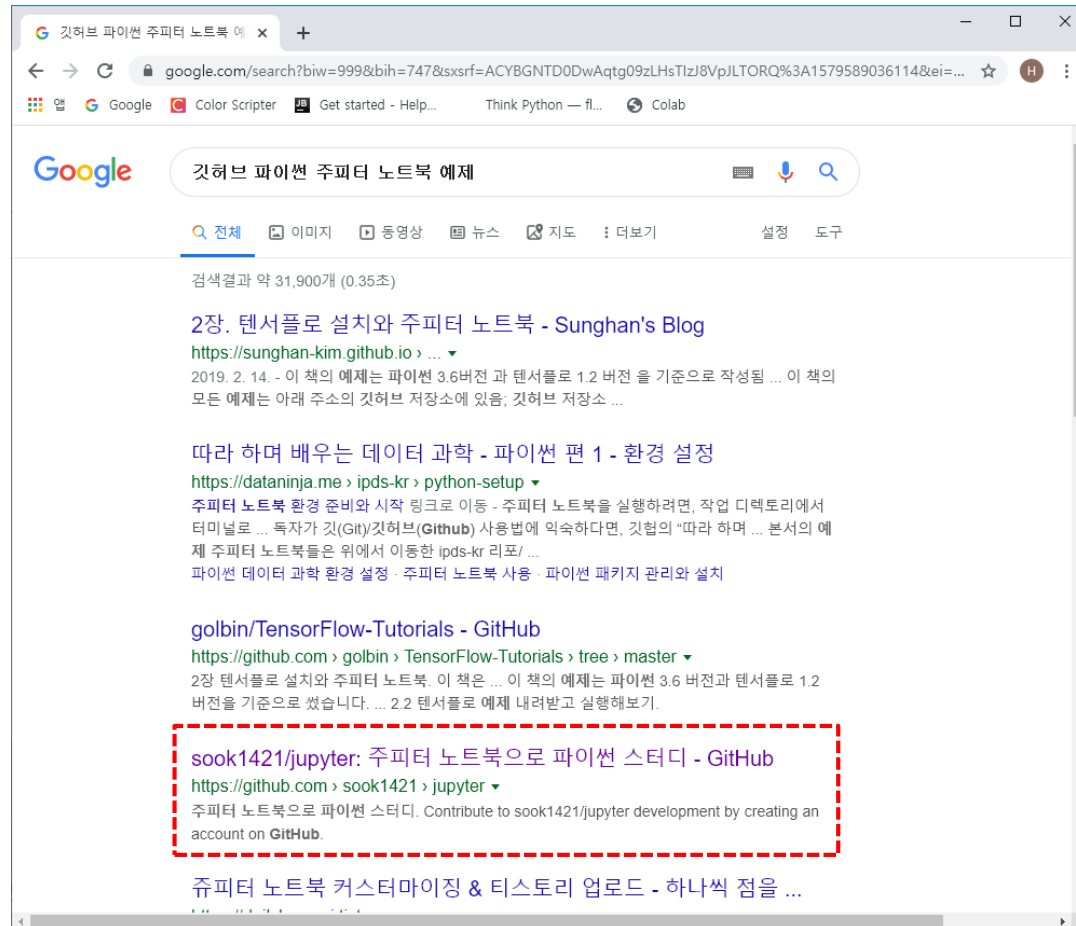 깃허브 파이썬 주피터 노트북 예
google.com/search?biw=999&bih=747&sxsrf=ACYBGNTD0DwAqtg09zLHsTIzJ8VpJLTORQ%3A1579589036114&ei=...
H
앱 Google Color Scripter Get started - Help... Think Python — fl... Colab
Google 깃허브 파이썬 주피터 노트북 예제
전체 이미지 동영상 뉴스 지도 더보기 설정 도구
검색결과 약 31,900개 (0.35초)
2장. 텐서플로 설치와 주피터 노트북 - Sunghan's Blog
https://sunghan-kim.github.io › ...
2019. 2. 14. - 이 책의 예제는 파이썬 3.6버전 과 텐서플로 1.2 버전 을 기준으로 작성됨 ... 이 책의
모든 예제는 아래 주소의 깃허브 저장소에 있음; 깃허브 저장소 ...
따라 하며 배우는 데이터 과학 - 파이썬 편 1 - 환경 설정
https://dataninja.me › ipds-kr › python-setup
주피터 노트북 환경 준비와 시작 링크로 이동 - 주피터 노트북을 실행하려면, 작업 디렉토리에서
터미널로 ... 독자가 깃(Git)/깃허브(Github) 사용법에 익숙하다면, 깃헙의 “따라 하며 ... 본서의 예
제 주피터 노트북들은 위에서 이동한 ipds-kr 리포/ ...
파이썬 데이터 과학 환경 설정 · 주피터 노트북 사용 · 파이썬 패키지 관리와 설치
golbin/TensorFlow-Tutorials - GitHub
https://github.com › golbin › TensorFlow-Tutorials › tree › master
2장 텐서플로 설치와 주피터 노트북. 이 책은 ... 이 책의 예제는 파이썬 3.6 버전과 텐서플로 1.2
버전을 기준으로 썼습니다. ... 2.2 텐서플로 예제 내려받고 실행해보기.
sook1421/jupyter: 주피터 노트북으로 파이썬 스터디 - GitHub
https://github.com › sook1421 › jupyter
주피터 노트북으로 파이썬 스터디. Contribute to sook1421/jupyter development by creating an
account on GitHub.
쥬피터 노트북 커스터마이징 & 티스토리 업로드 - 하나씩 점을 ...